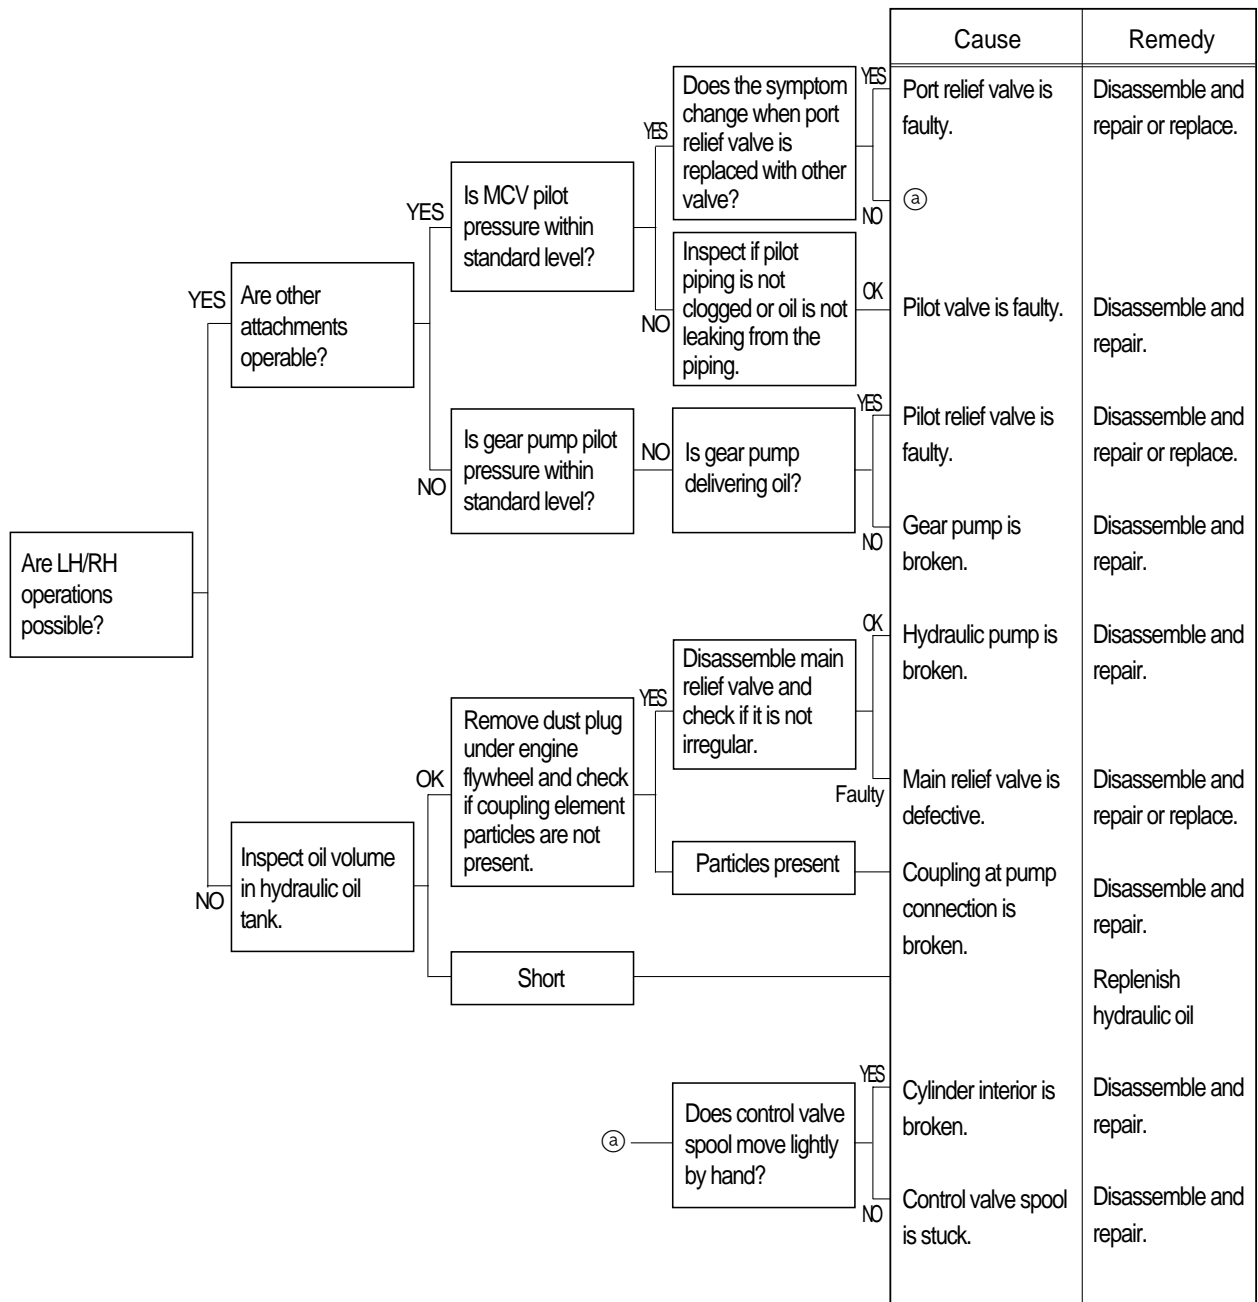 Cause
Remedy
Does the symptom
change when port
relief valve is
replaced with other
valve?
YES
Port relief valve is
faulty.
Disassemble and
repair or replace.
YES
Is MCV pilot
pressure within
standard level?
YES
NO
ⓐ
Inspect if pilot
piping is not
clogged or oil is not
leaking from the
piping.
NO
OK
Pilot valve is faulty.
Disassemble and
repair.
YES
Are other
attachments
operable?
Is gear pump pilot
pressure within
standard level?
NO
NO
Is gear pump
delivering oil?
YES
Pilot relief valve is
faulty.
Disassemble and
repair or replace.
NO
Gear pump is
broken.
Disassemble and
repair.
Are LH/RH
operations
possible?
Disassemble main
relief valve and
check if it is not
irregular.
YES
OK
Hydraulic pump is
broken.
Disassemble and
repair.
Remove dust plug
under engine
flywheel and check
if coupling element
particles are not
present.
OK
Faulty
Main relief valve is
defective.
Disassemble and
repair or replace.
Inspect oil volume
in hydraulic oil
tank.
NO
Particles present
Coupling at pump
connection is
broken.
Disassemble and
repair.
Short
Replenish
hydraulic oil
ⓐ
Does control valve
spool move lightly
by hand?
YES
Cylinder interior is
broken.
Disassemble and
repair.
NO
Control valve spool
is stuck.
Disassemble and
repair.